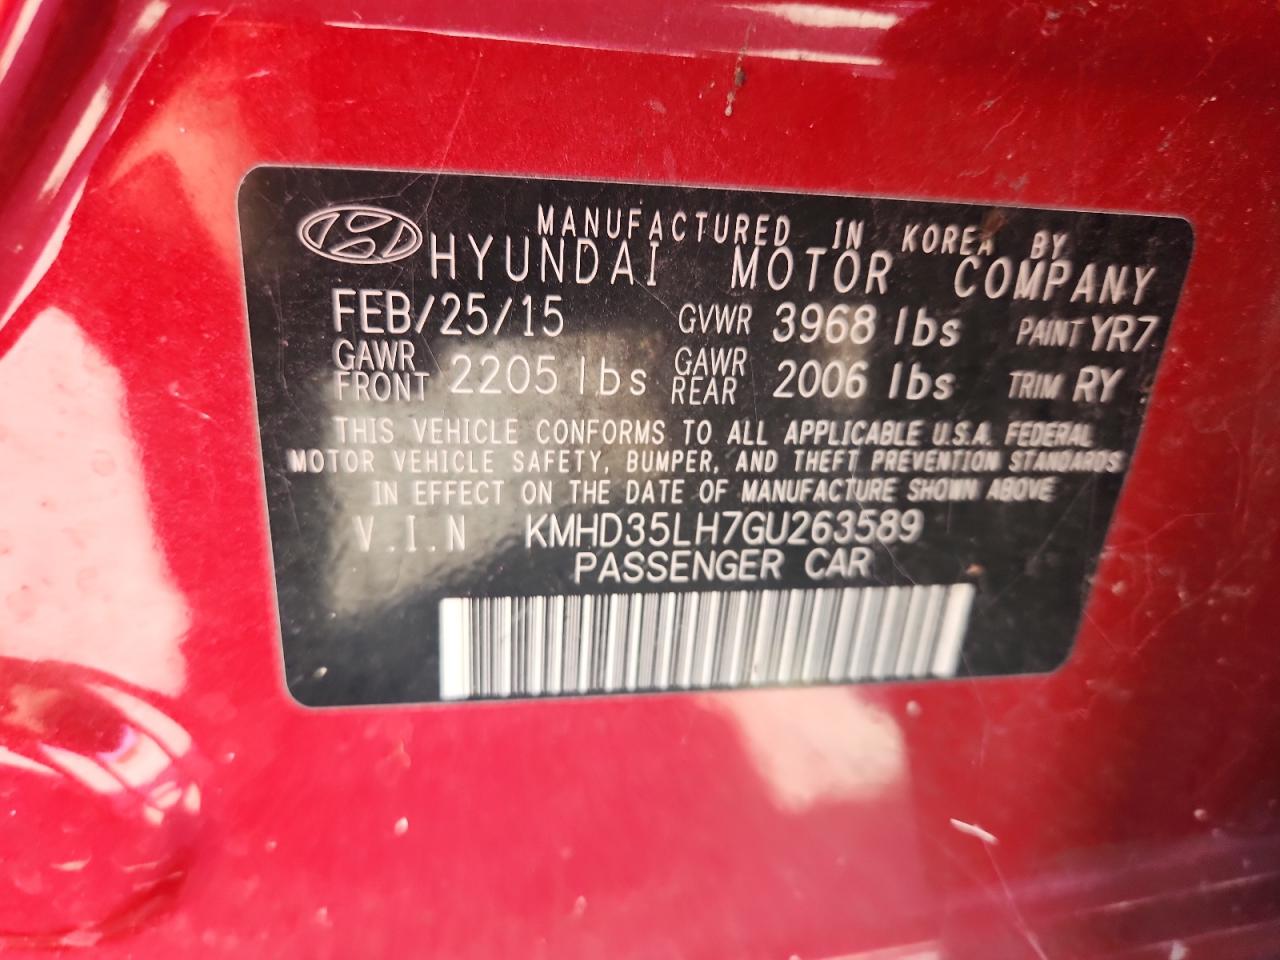 MANUFACTURED IN KOREA BY
HYUNDAI MOTOR COMPANY
FEB/25/15 GVWR 3968 lbs PAINT YR7
GAWR FRONT 2205 lbs GAWR REAR 2006 lbs TRIM RY
THIS VEHICLE CONFORMS TO ALL APPLICABLE U.S.A. FEDERAL
MOTOR VEHICLE SAFETY, BUMPER, AND THEFT PREVENTION STANDARDS
IN EFFECT ON THE DATE OF MANUFACTURE SHOWN ABOVE
V.I.N KMHD35LH7GU263589
PASSENGER CAR